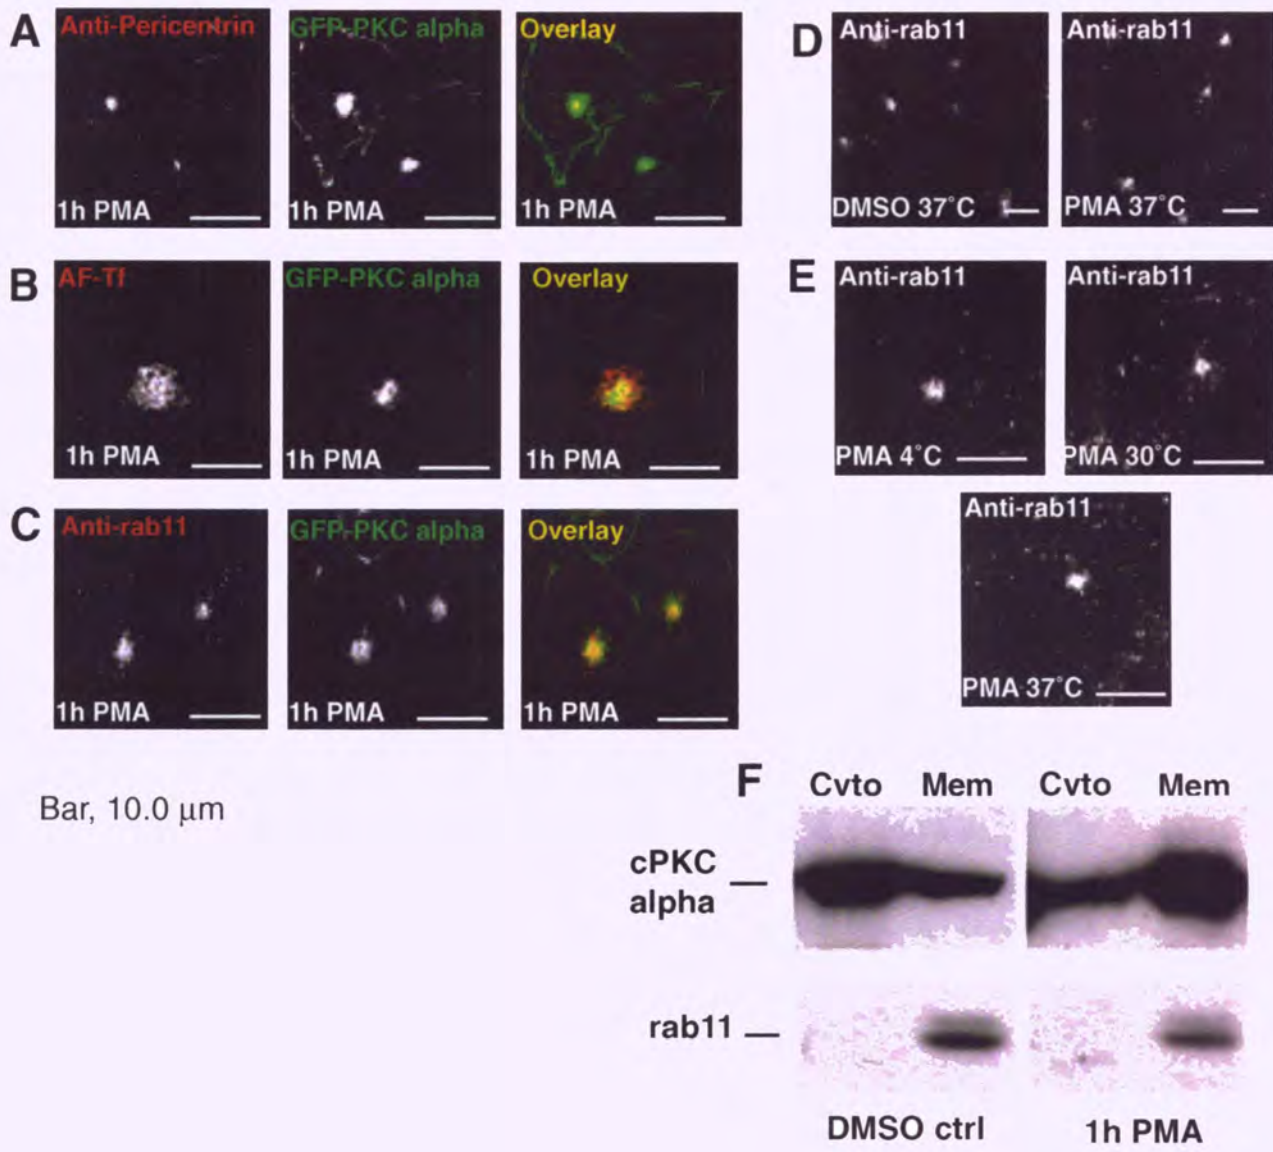 A
Anti-Pericentrin
GFP-PKC alpha
Overlay
1h PMA
1h PMA
1h PMA
B
AF-Tf
GFP-PKC alpha
Overlay
1h PMA
1h PMA
1h PMA
C
Anti-rab11
GFP-PKC alpha
Overlay
1h PMA
1h PMA
1h PMA
Bar, 10.0 μm
D
Anti-rab11
Anti-rab11
DMSO 37°C
PMA 37°C
E
Anti-rab11
Anti-rab11
PMA 4°C
PMA 30°C
Anti-rab11
PMA 37°C
F
Cvto Mem Cvto Mem
cPKC
alpha
rab11
DMSO ctrl 1h PMA